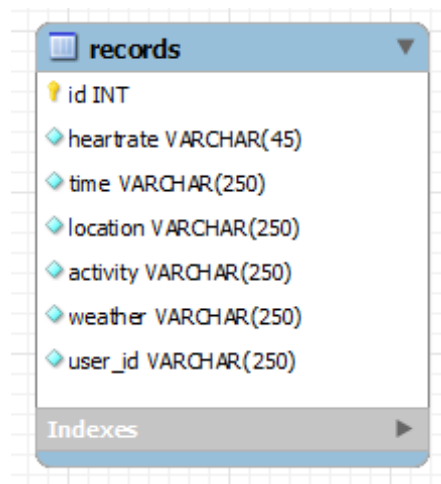 records
id INT
heartrate VARCHAR(45)
time VARCHAR(250)
location VARCHAR(250)
activity VARCHAR(250)
weather VARCHAR(250)
user_id VARCHAR(250)
Indexes